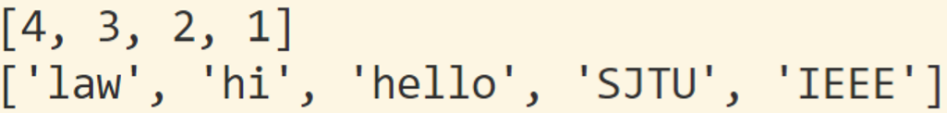 [4, 3, 2, 1]
['law', 'hi', 'hello', 'SJTU', 'IEEE']